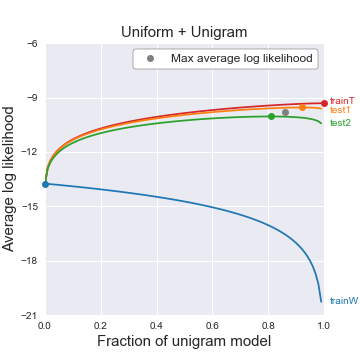 Uniform + Unigram
Max average log likelihood
Average log likelihood
−6
−9
−12
−15
−18
−21
trainT
test1
test2
trainW
0.0 0.2 0.4 0.6 0.8 1.0
Fraction of unigram model